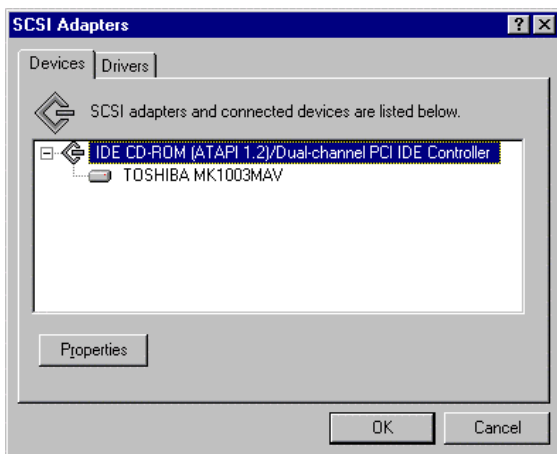 SCSI Adapters
Devices Drivers
SCSI adapters and connected devices are listed below.
IDE CD-ROM (ATAPI 1.2)/Dual-channel PCI IDE Controller
TOSHIBA MK1003MAV
Properties
OK Cancel